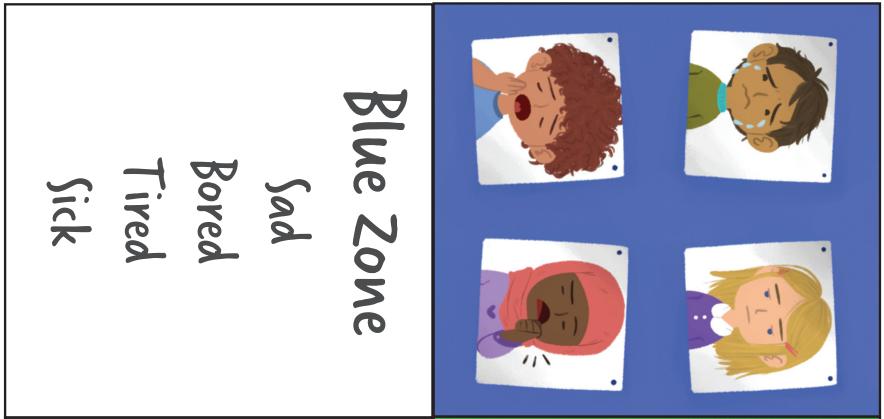 Blue Zone
Sad
Bored
Tired
Sick